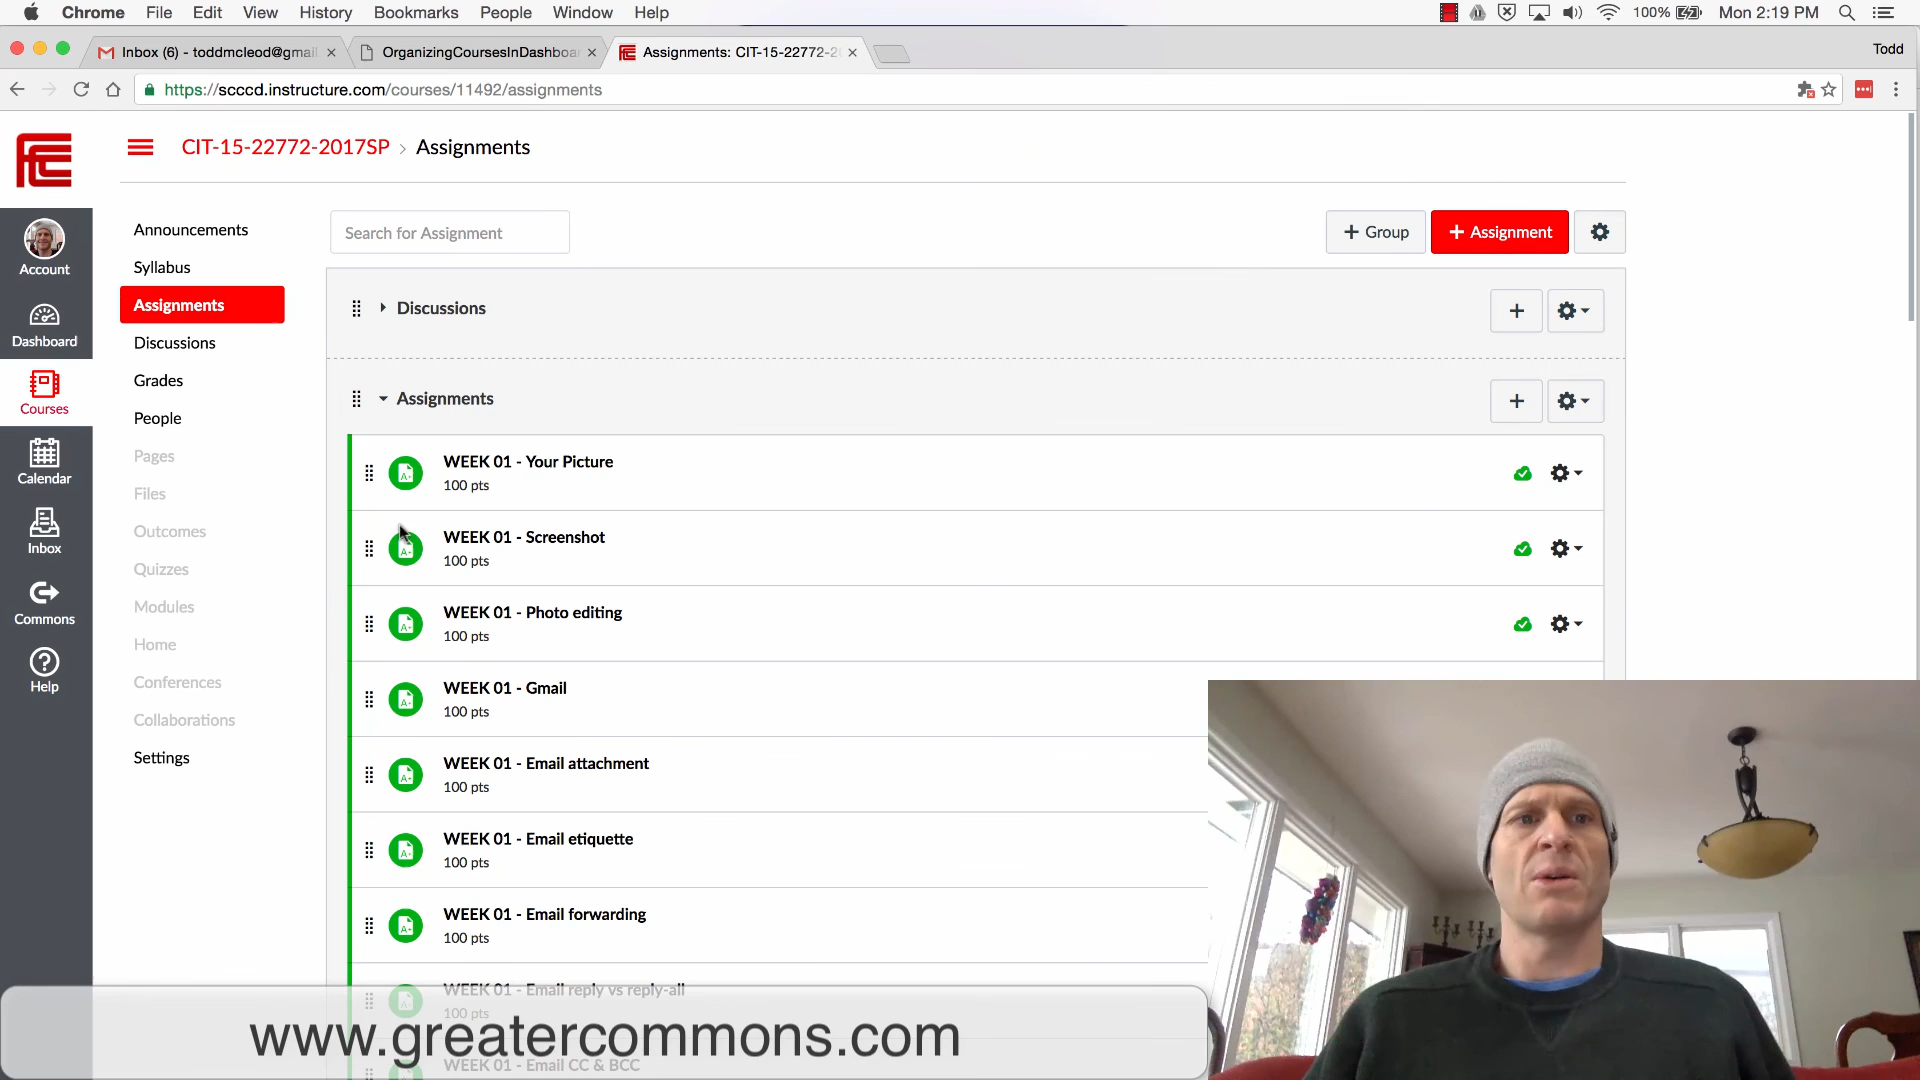 Chrome File Edit View History Bookmarks People Window Help 100% Mon 2:19 PM
Inbox (6) - toddmcleod@gmail OrganizingCoursesInDashboa Assignments: CIT-15-22772-2 Todd
https://scccd.instructure.com/courses/11492/assignments
CIT-15-22772-2017SP > Assignments
Account
Dashboard
Courses
Calendar
Inbox
Commons
Help
Announcements
Syllabus
Assignments
Discussions
Grades
People
Pages
Files
Outcomes
Quizzes
Modules
Home
Conferences
Collaborations
Settings
Search for Assignment
+ Group + Assignment
Discussions
Assignments
WEEK 01 - Your Picture
100 pts
WEEK 01 - Screenshot
100 pts
WEEK 01 - Photo editing
100 pts
WEEK 01 - Gmail
100 pts
WEEK 01 - Email attachment
100 pts
WEEK 01 - Email etiquette
100 pts
WEEK 01 - Email forwarding
100 pts
WEEK 01 - Email reply vs reply-all
100 pts
WEEK 01 - Email CC & BCC
www.greatercommons.com